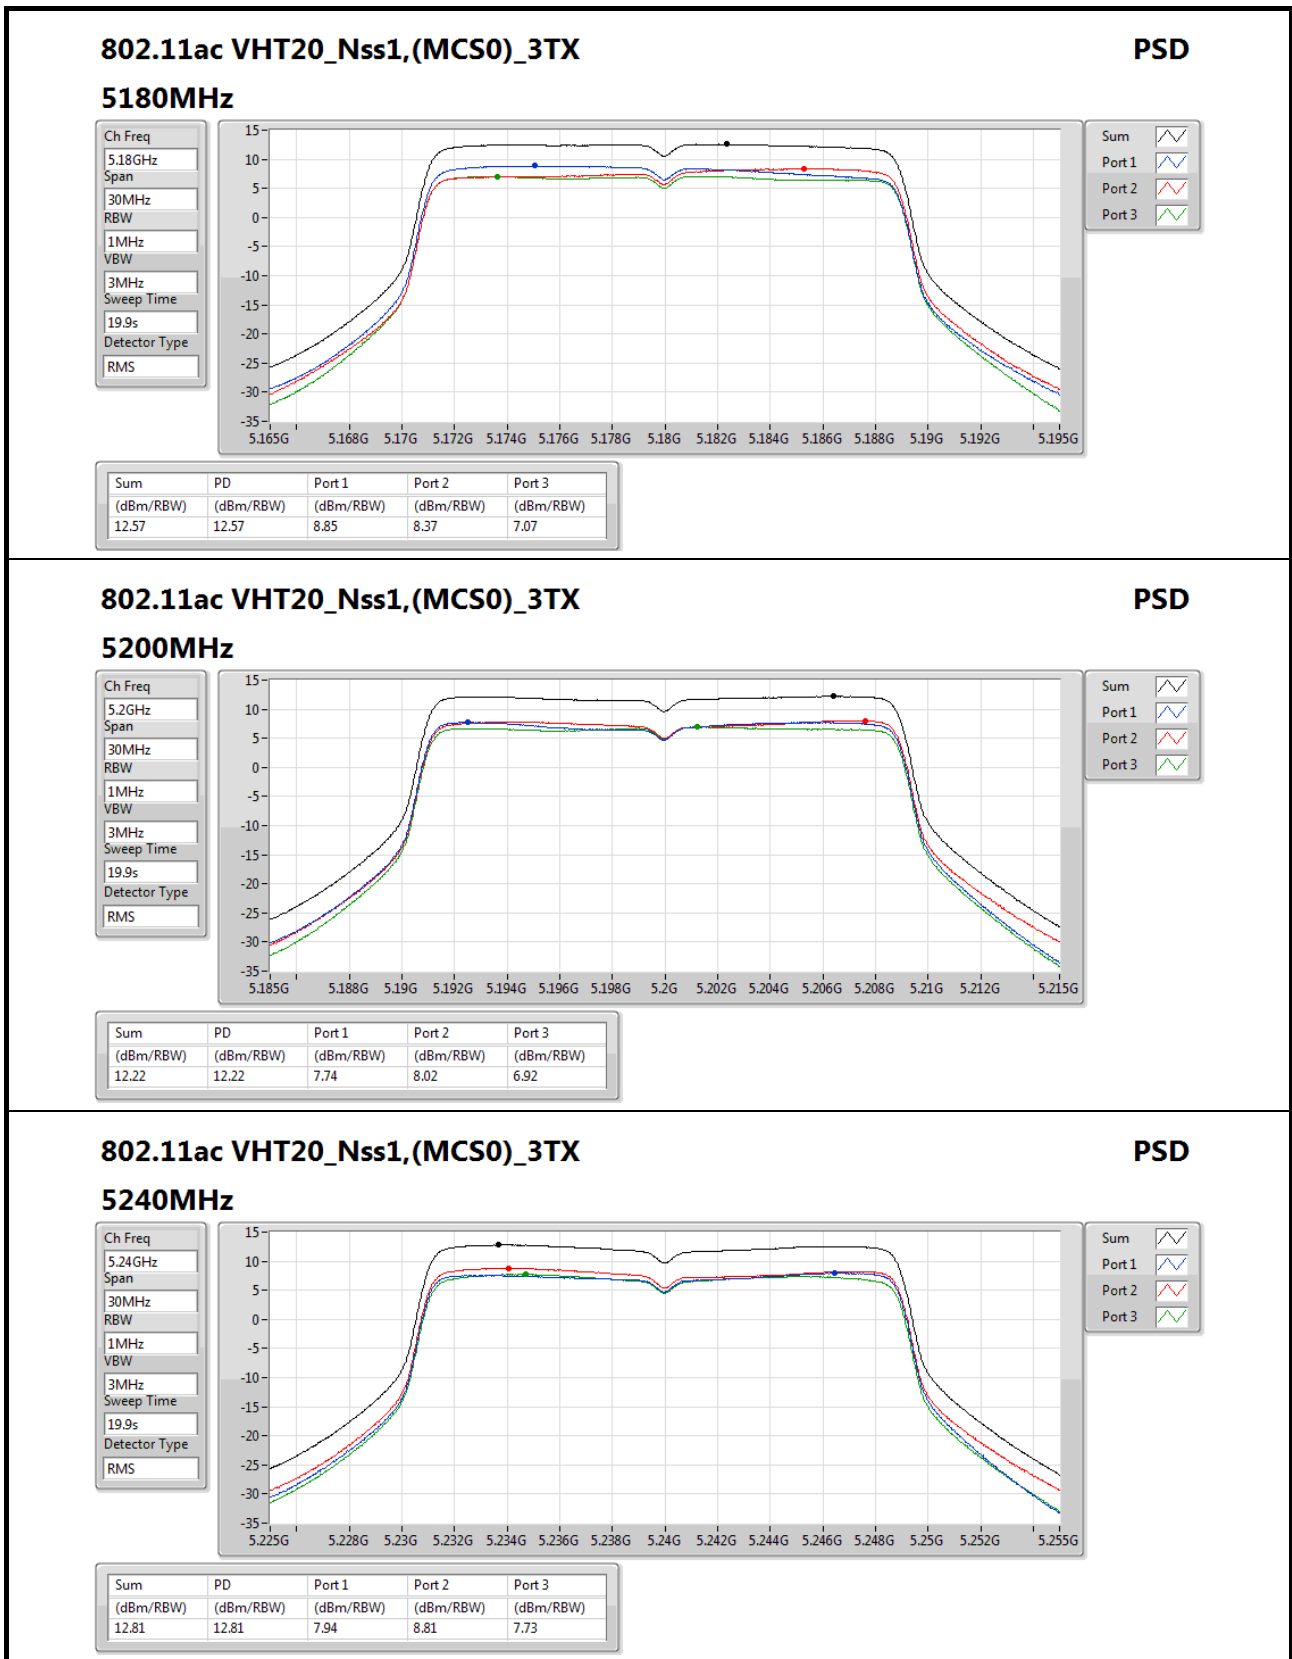 802.11ac VHT20_Nss1,(MCS0)_3TX PSD
5180MHz
Ch Freq
5.18GHz
Span
30MHz
RBW
1MHz
VBW
3MHz
Sweep Time
19.9s
Detector Type
RMS
15
10
5
0
-5
-10
-15
-20
-25
-30
-35
5.165G 5.168G 5.17G 5.172G 5.174G 5.176G 5.178G 5.18G 5.182G 5.184G 5.186G 5.188G 5.19G 5.192G 5.195G
Sum
Port 1
Port 2
Port 3
Sum PD Port 1 Port 2 Port 3
(dBm/RBW) (dBm/RBW) (dBm/RBW) (dBm/RBW) (dBm/RBW)
12.57 12.57 8.85 8.37 7.07
802.11ac VHT20_Nss1,(MCS0)_3TX PSD
5200MHz
Ch Freq
5.2GHz
Span
30MHz
RBW
1MHz
VBW
3MHz
Sweep Time
19.9s
Detector Type
RMS
15
10
5
0
-5
-10
-15
-20
-25
-30
-35
5.185G 5.188G 5.19G 5.192G 5.194G 5.196G 5.198G 5.2G 5.202G 5.204G 5.206G 5.208G 5.21G 5.212G 5.215G
Sum
Port 1
Port 2
Port 3
Sum PD Port 1 Port 2 Port 3
(dBm/RBW) (dBm/RBW) (dBm/RBW) (dBm/RBW) (dBm/RBW)
12.22 12.22 7.74 8.02 6.92
802.11ac VHT20_Nss1,(MCS0)_3TX PSD
5240MHz
Ch Freq
5.24GHz
Span
30MHz
RBW
1MHz
VBW
3MHz
Sweep Time
19.9s
Detector Type
RMS
15
10
5
0
-5
-10
-15
-20
-25
-30
-35
5.225G 5.228G 5.23G 5.232G 5.234G 5.236G 5.238G 5.24G 5.242G 5.244G 5.246G 5.248G 5.25G 5.252G 5.255G
Sum
Port 1
Port 2
Port 3
Sum PD Port 1 Port 2 Port 3
(dBm/RBW) (dBm/RBW) (dBm/RBW) (dBm/RBW) (dBm/RBW)
12.81 12.81 7.94 8.81 7.73